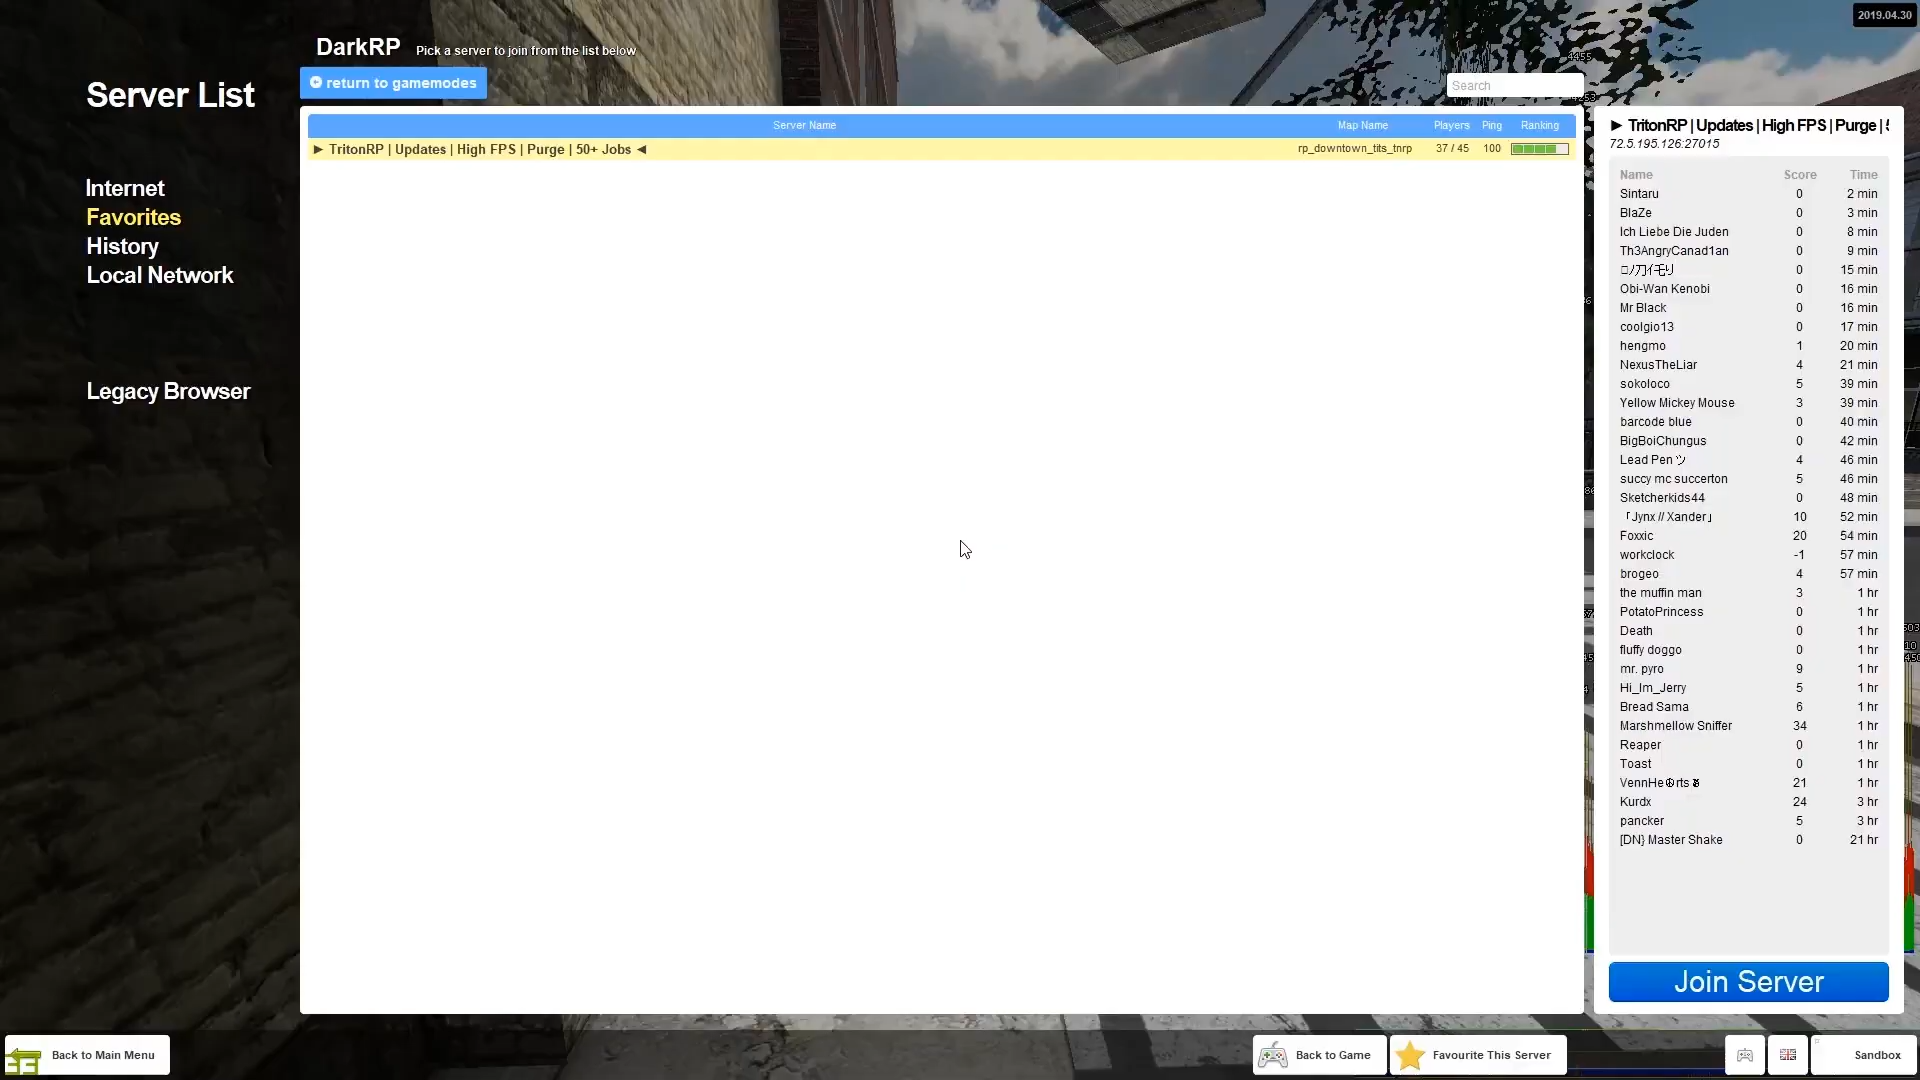 2019.04.30
DarkRP Pick a server to join from the list below
Server List
return to gamemodes
Search
4455
Internet
Favorites
History
Local Network
Legacy Browser
Server Name Map Name Players Ping Ranking
► TritonRP | Updates | High FPS | Purge | 50+ Jobs ◄ rp_downtown_tits_tnrp 37 / 45 100
► TritonRP | Updates | High FPS | Purge |
72.5.195.126:27015
Name Score Time
Sintaru 0 2 min
BlaZe 0 3 min
Ich Liebe Die Juden 0 8 min
Th3AngryCanad1an 0 9 min
0 15 min
Obi-Wan Kenobi 0 16 min
Mr Black 0 16 min
coolgio13 0 17 min
hengmo 1 20 min
NexusTheLiar 4 21 min
sokoloco 5 39 min
Yellow Mickey Mouse 3 39 min
barcode blue 0 40 min
BigBoiChungus 0 42 min
Lead Pen ツ 4 46 min
succy mc succerton 5 46 min
Sketcherkids44 0 48 min
「Jynx // Xander」 10 52 min
Foxxic 20 54 min
workclock -1 57 min
brogeo 4 57 min
the muffin man 3 1 hr
PotatoPrincess 0 1 hr
Death 0 1 hr
fluffy doggo 0 1 hr
mr. pyro 9 1 hr
Hi_Im_Jerry 5 1 hr
Bread Sama 6 1 hr
Marshmellow Sniffer 34 1 hr
Reaper 0 1 hr
Toast 0 1 hr
21 1 hr
Kurdx 24 3 hr
pancker 5 3 hr
[DN} Master Shake 0 21 hr
Join Server
Back to Main Menu
Back to Game
Favourite This Server
Sandbox